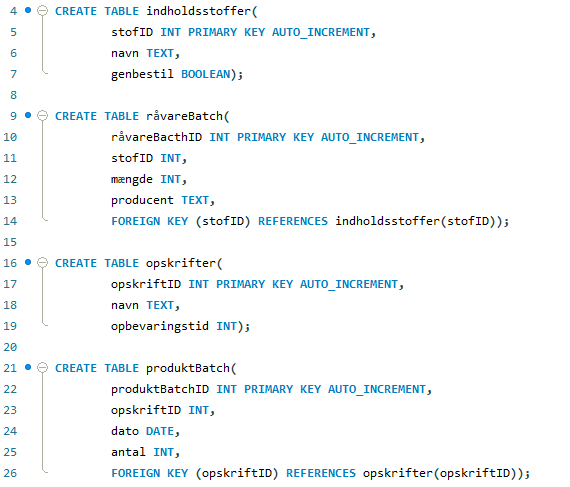 4 CREATE TABLE indholdsstoffer(
5 stofID INT PRIMARY KEY AUTO_INCREMENT,
6 navn TEXT,
7 genbestil BOOLEAN);
8
9 CREATE TABLE råvareBatch(
10 råvareBacthID INT PRIMARY KEY AUTO_INCREMENT,
11 stofID INT,
12 mængde INT,
13 producent TEXT,
14 FOREIGN KEY (stofID) REFERENCES indholdsstoffer(stofID));
15
16 CREATE TABLE opskrifter(
17 opskriftID INT PRIMARY KEY AUTO_INCREMENT,
18 navn TEXT,
19 opbevaringstid INT);
20
21 CREATE TABLE produktBatch(
22 produktBatchID INT PRIMARY KEY AUTO_INCREMENT,
23 opskriftID INT,
24 dato DATE,
25 antal INT,
26 FOREIGN KEY (opskriftID) REFERENCES opskrifter(opskriftID));